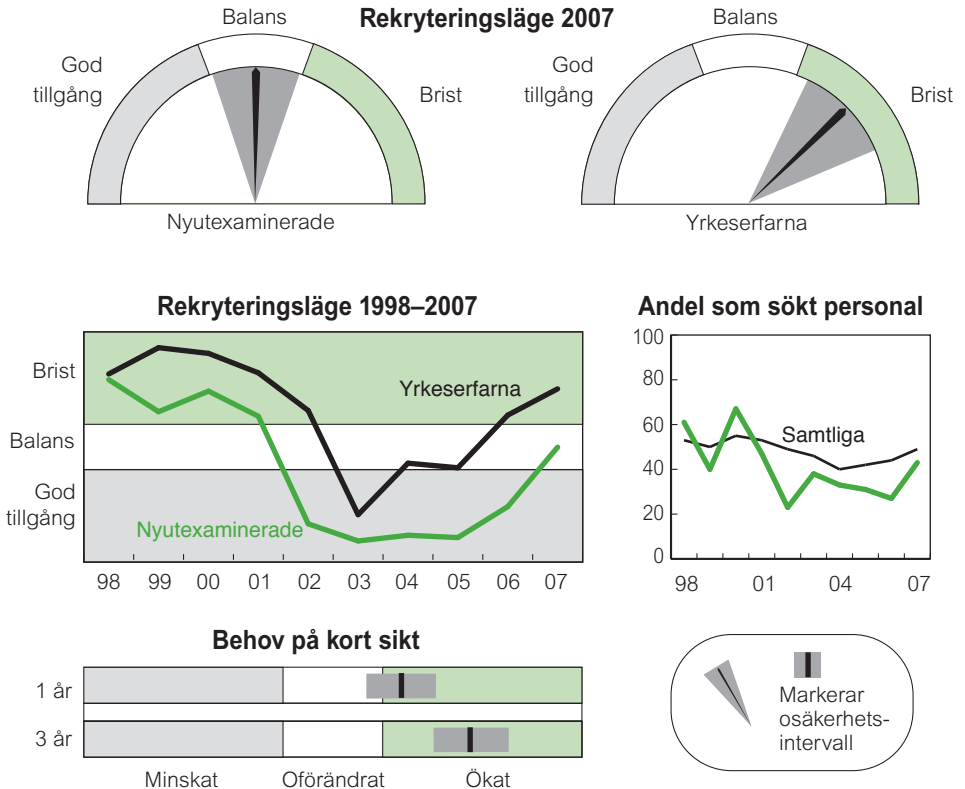 Rekryteringsläge 2007
Balans
God
tillgång
Brist
Nyutexaminerade
Balans
God
tillgång
Brist
Yrkeserfarna
Rekryteringsläge 1998–2007
Brist
Balans
God
tillgång
Yrkeserfarna
Nyutexaminerade
98 99 00 01 02 03 04 05 06 07
Andel som sökt personal
100
80
60
40
20
0
Samtliga
98 01 04 07
Behov på kort sikt
1 år
3 år
Minskat Oförändrat Ökat
Markerar
osäkerhets-
intervall